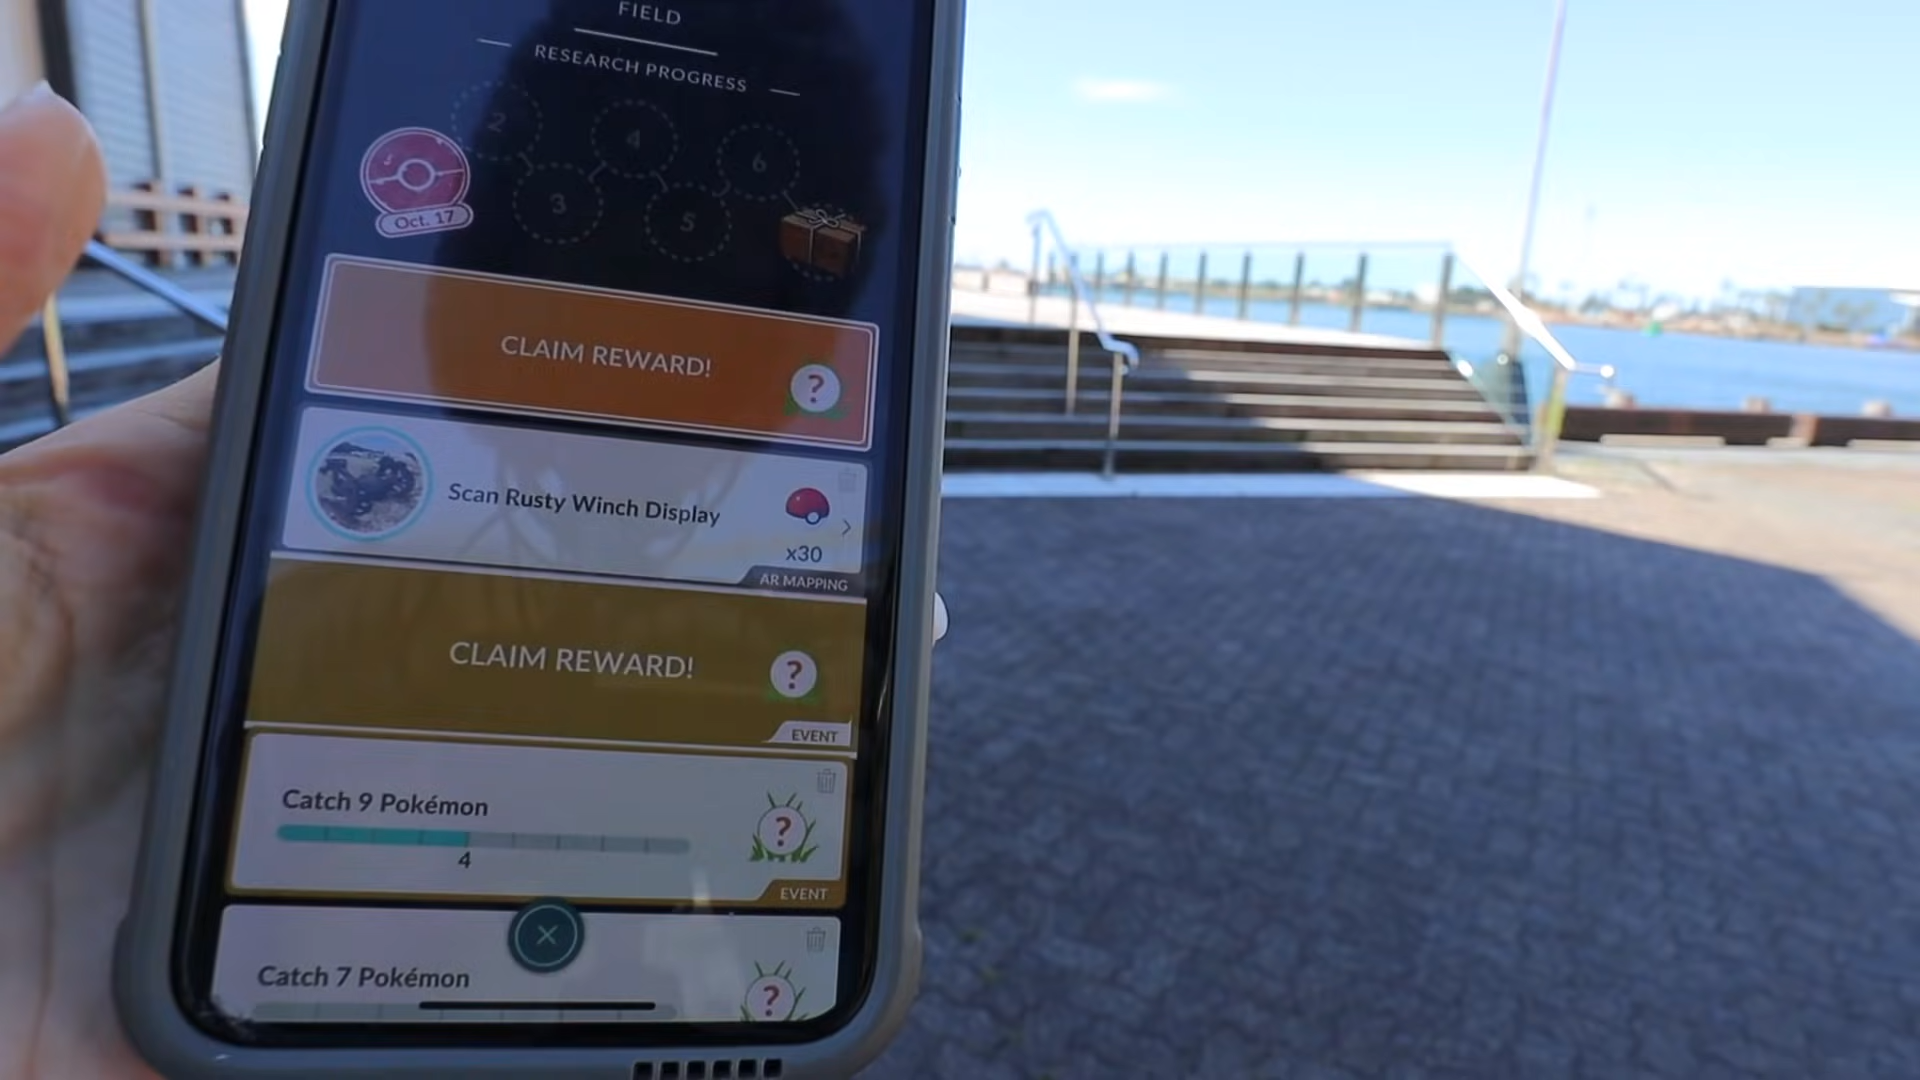 FIELD
RESEARCH PROGRESS
2
4
6
3
5
Oct. 17
CLAIM REWARD!
?
Scan Rusty Winch Display
x30
AR MAPPING
CLAIM REWARD!
?
EVENT
Catch 9 Pokémon
?
4
EVENT
Catch 7 Pokémon
?